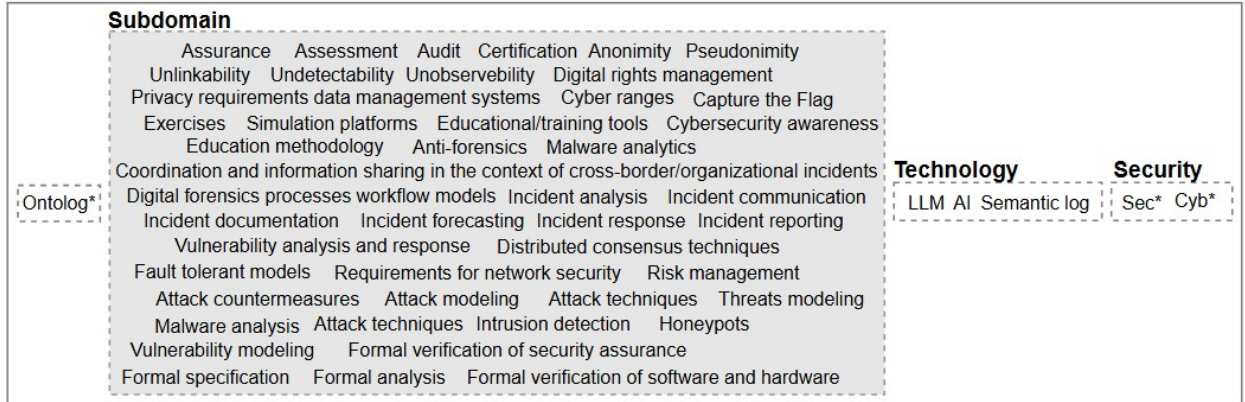 Subdomain
Assurance Assessment Audit Certification Anonimity Pseudonimity
Unlinkability Undetectability Unobservebility Digital rights management
Privacy requirements data management systems Cyber ranges Capture the Flag
Exercises Simulation platforms Educational/training tools Cybersecurity awareness
Education methodology Anti-forensics Malware analytics
Coordination and information sharing in the context of cross-border/organizational incidents
Digital forensics processes workflow models Incident analysis Incident communication
Incident documentation Incident forecasting Incident response Incident reporting
Vulnerability analysis and response Distributed consensus techniques
Fault tolerant models Requirements for network security Risk management
Attack countermeasures Attack modeling Attack techniques Threats modeling
Malware analysis Attack techniques Intrusion detection Honeypots
Vulnerability modeling Formal verification of security assurance
Formal specification Formal analysis Formal verification of software and hardware
Ontolog*
Technology
LLM AI Semantic log
Security
Sec* Cyb*